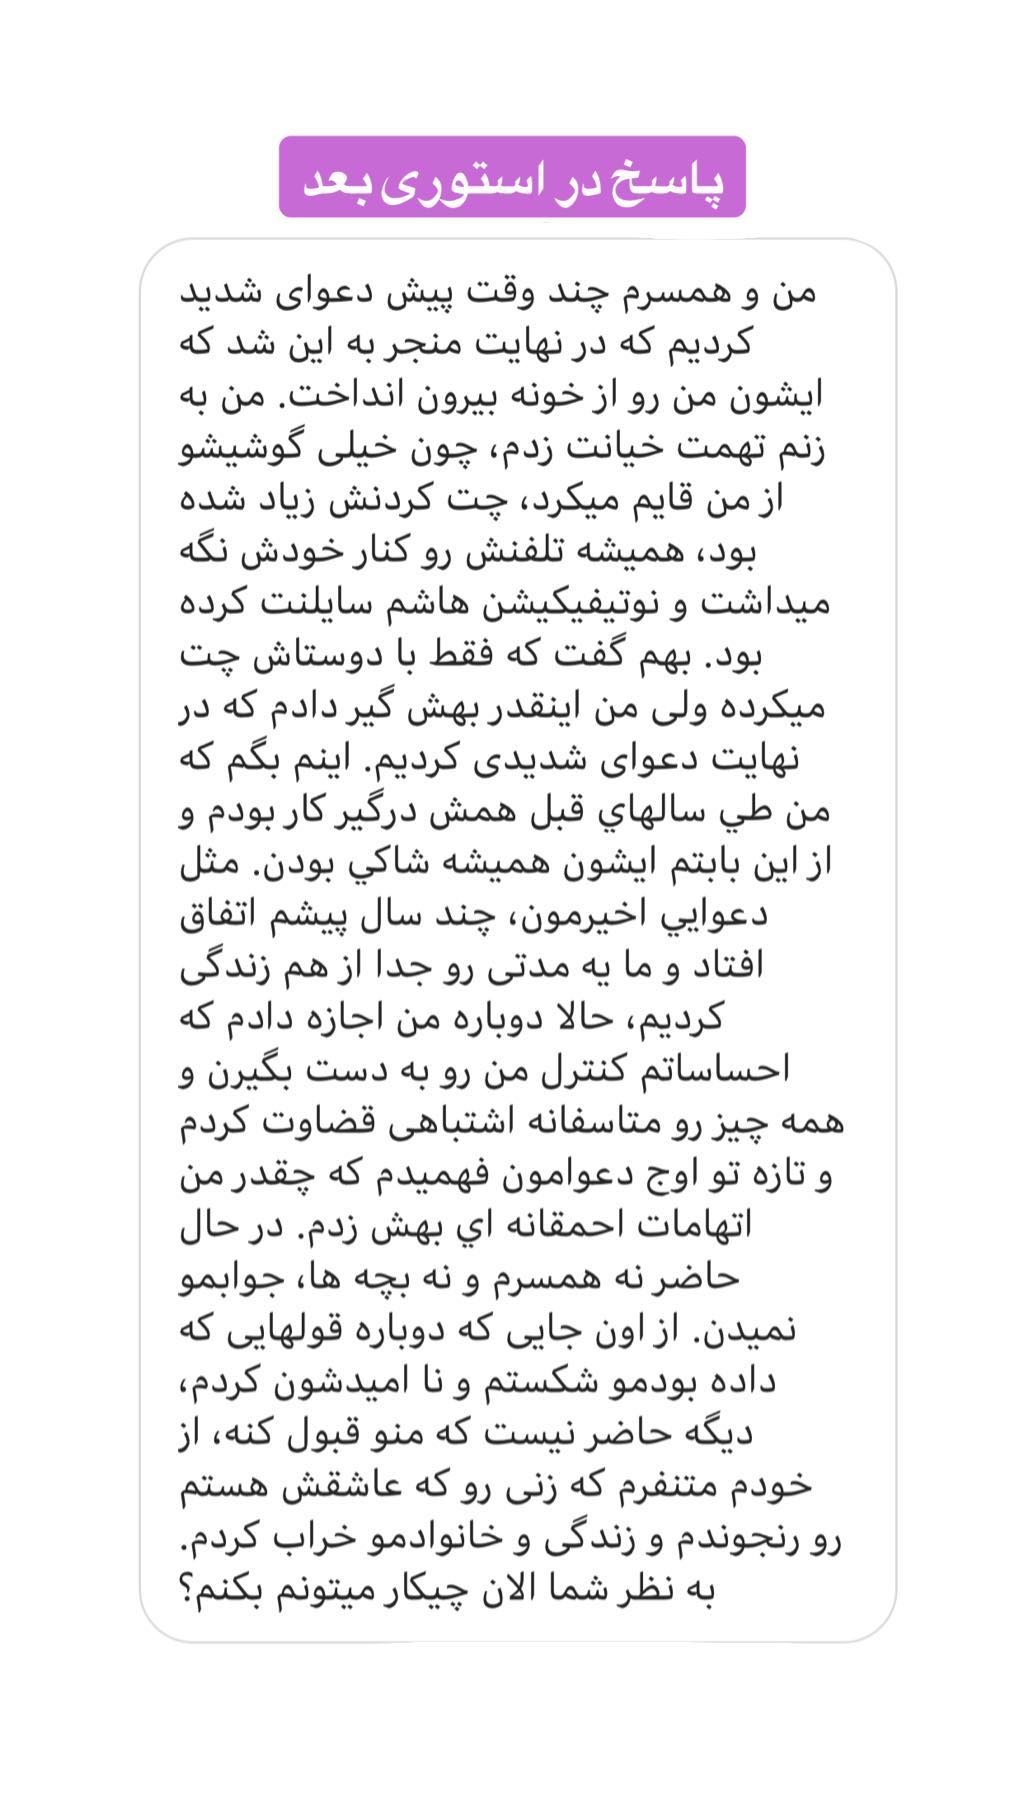 پاسخ در استوری بعد
من و همسرم چند وقت پیش دعوای شدید
کردیم که در نهایت منجر به این شد که
ایشون من رو از خونه بیرون انداخت. من به
زنم تهمت خیانت زدم، چون خیلی گوشیشو
از من قایم میکرد، چت کردنش زیاد شده
بود، همیشه تلفنش رو کنار خودش نگه
میداشت و نوتیفیکیشن هاشم سایلنت کرده
بود. بهم گفت که فقط با دوستاش چت
میکرده ولی من اینقدر بهش گیر دادم که در
نهایت دعوای شدیدی کردیم. اینم بگم که
من طي سالهاي قبل همش درگیر کار بودم و
از این بابتم ایشون همیشه شاكي بودن. مثل
دعوايي اخیرمون، چند سال پیشم اتفاق
افتاد و ما یه مدتی رو جدا از هم زندگی
کردیم، حالا دوباره من اجازه دادم که
احساساتم کنترل من رو به دست بگیرن و
همه چیز رو متاسفانه اشتباهی قضاوت کردم
و تازه تو اوج دعوامون فهمیدم که چقدر من
اتهامات احمقانه اي بهش زدم. در حال
حاضر نه همسرم و نه بچه ها، جوابمو
نمیدن. از اون جایی که دوباره قولهایی که
داده بودمو شکستم و نا امیدشون کردم،
دیگه حاضر نیست که منو قبول کنه، از
خودم متنفرم که زنی رو که عاشقش هستم
رو رنجوندم و زندگی و خانوادمو خراب کردم.
به نظر شما الان چیکار میتونم بکنم؟